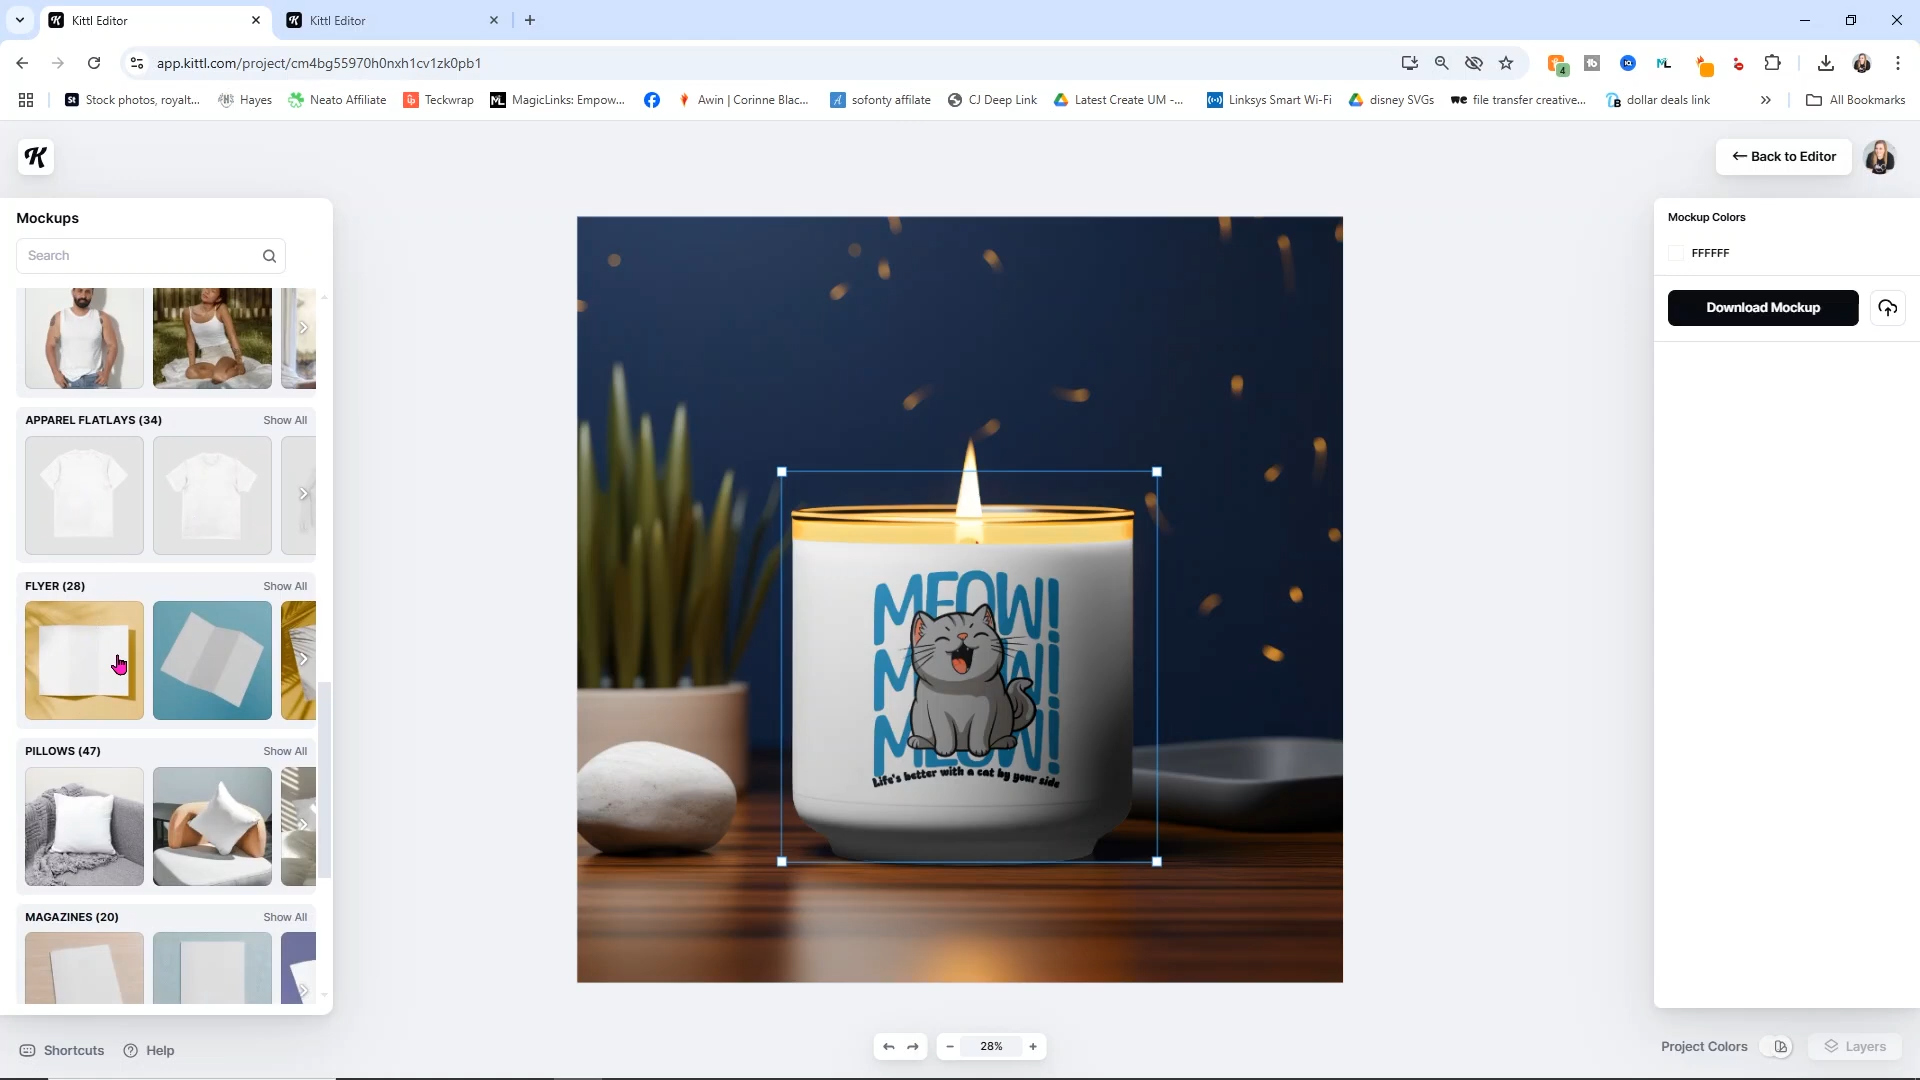 Kittl Editor
Kittl Editor
app.kittl.com/project/cm4bg55970h0nxh1cv1zk0pb1
4
Stock photos, royalt...
Hayes
Neato Affiliate
Teckwrap
MagicLinks: Empow...
Awin | Corinne Blac...
sofonty affilate
CJ Deep Link
Latest Create UM -...
Linksys Smart Wi-Fi
disney SVGs
file transfer creative...
dollar deals link
All Bookmarks
K
← Back to Editor
Mockups
Search
APPAREL FLATLAYS (34)
Show All
FLYER (28)
Show All
PILLOWS (47)
Show All
MAGAZINES (20)
Show All
MEOW!
MEOW!
MEOW!
Life's better with a cat by your side
Mockup Colors
FFFFFF
Download Mockup
Shortcuts
Help
28%
Project Colors
Layers